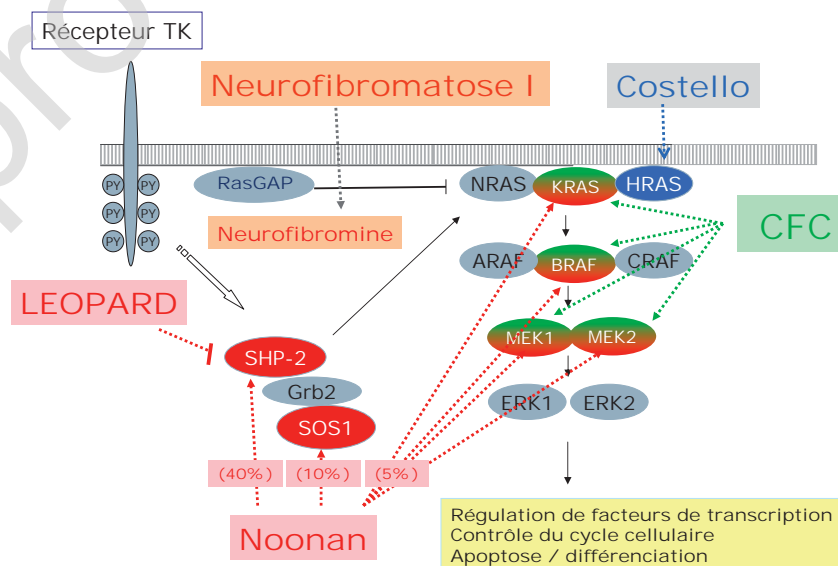 Récepteur TK
Neurofibromatose I
Costello
PY PY
PY PY
PY PY
RasGAP
NRAS
KRAS
HRAS
Neurofibromine
CFC
ARAF
BRAF
CRAF
LEOPARD
SHP-2
MEK1
MEK2
Grb2
SOS1
ERK1
ERK2
(40%)
(10%)
(5%)
Noonan
Régulation de facteurs de transcription
Contrôle du cycle cellulaire
Apoptose / différenciation